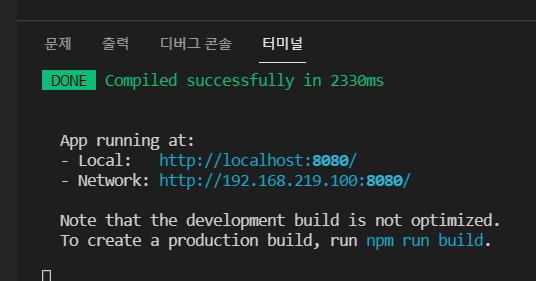 문제 출력 디버그 콘솔 터미널
DONE Compiled successfully in 2330ms
App running at:
- Local: http://localhost:8080/
- Network: http://192.168.219.100:8080/
Note that the development build is not optimized.
To create a production build, run npm run build.